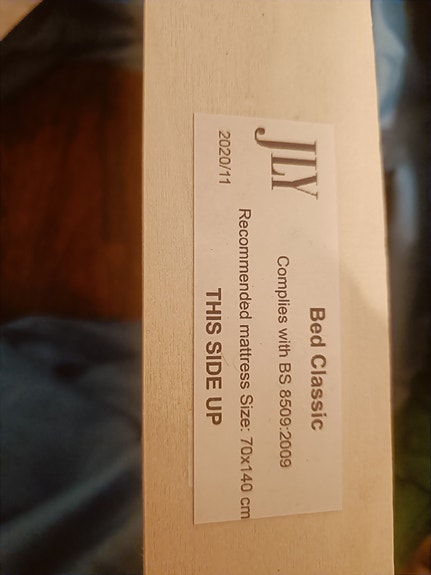 JLY
Bed Classic
Complies with BS 8509:2009
Recommended mattress Size: 70x140 cm
2020/11
THIS SIDE UP